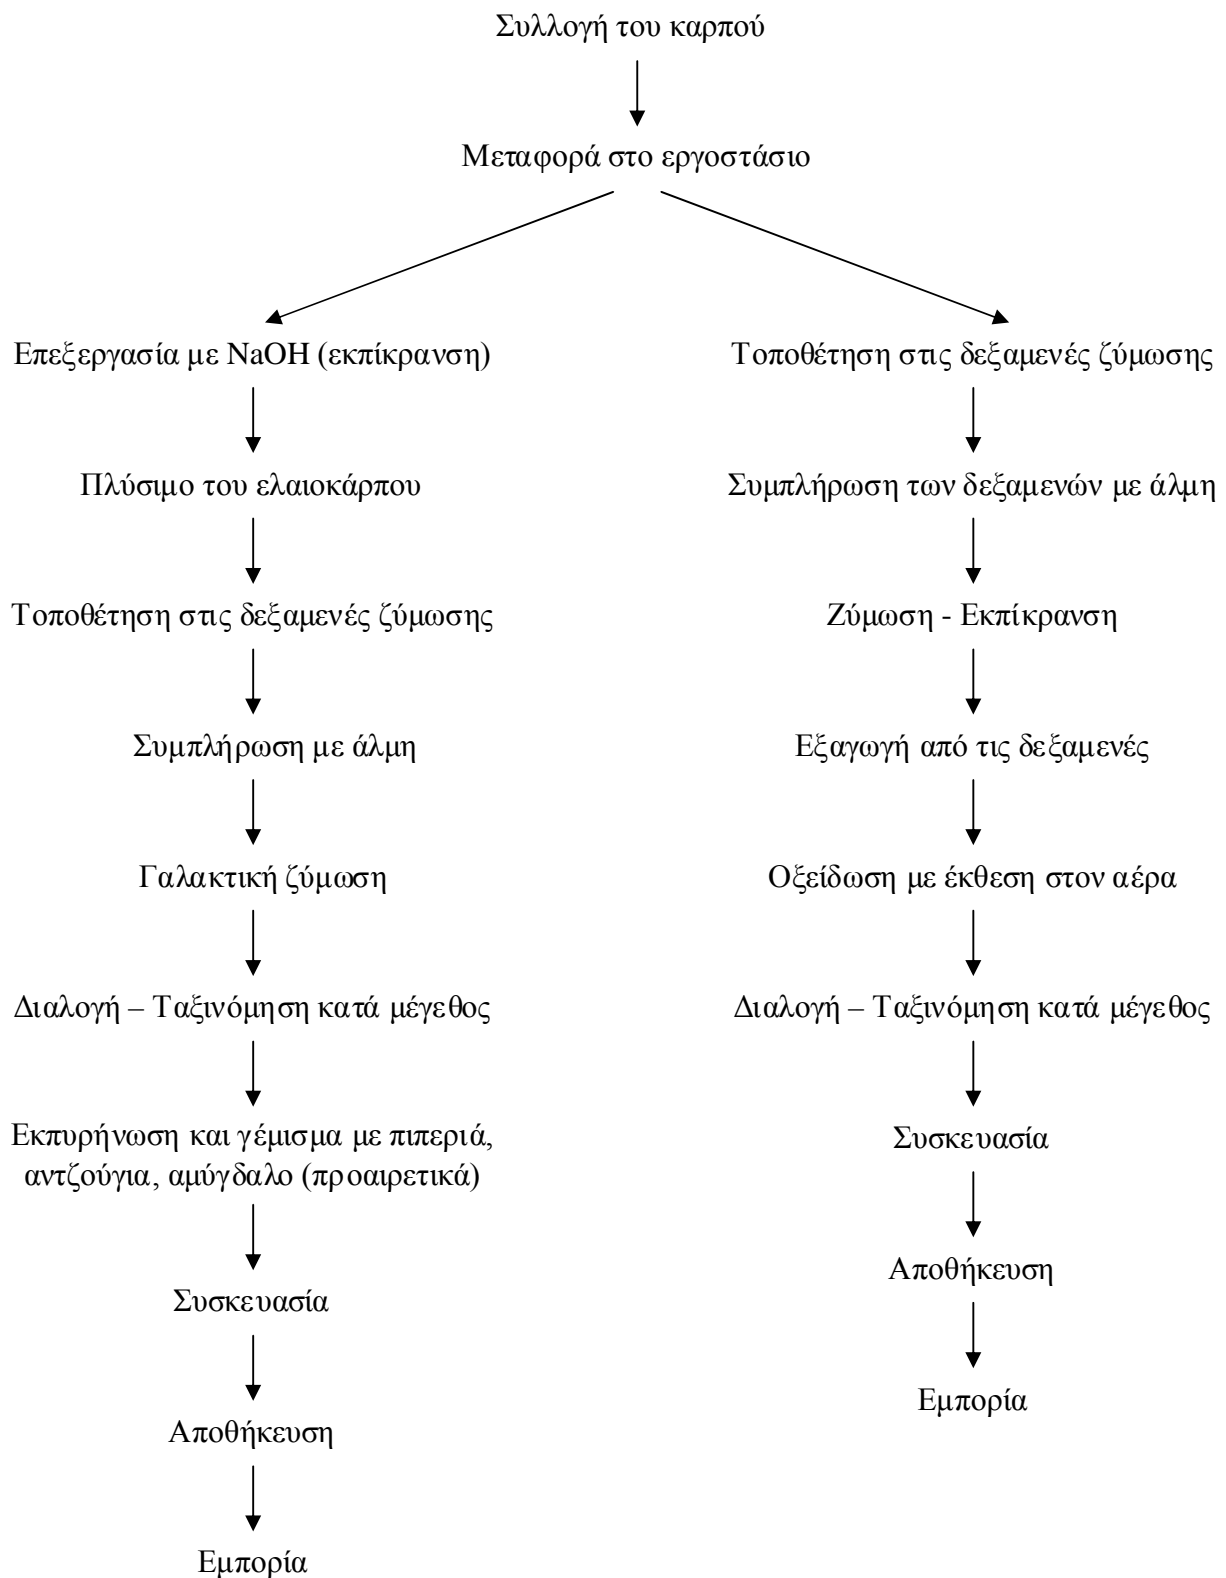 Συλλογή του καρπού
Μεταφορά στο εργοστάσιο
Επεξεργασία με NaOH (εκπίκρανση)
Πλύσιμο του ελαιοκάρπου
Τοποθέτηση στις δεξαμενές ζύμωσης
Συμπλήρωση με άλμη
Γαλακτική ζύμωση
Διαλογή – Ταξινόμηση κατά μέγεθος
Εκπυρήνωση και γέμισμα με πιπεριά,
αντζούγια, αμύγδαλο (προαιρετικά)
Συσκευασία
Αποθήκευση
Εμπορία
Τοποθέτηση στις δεξαμενές ζύμωσης
Συμπλήρωση των δεξαμενών με άλμη
Ζύμωση - Εκπίκρανση
Εξαγωγή από τις δεξαμενές
Οξείδωση με έκθεση στον αέρα
Διαλογή – Ταξινόμηση κατά μέγεθος
Συσκευασία
Αποθήκευση
Εμπορία